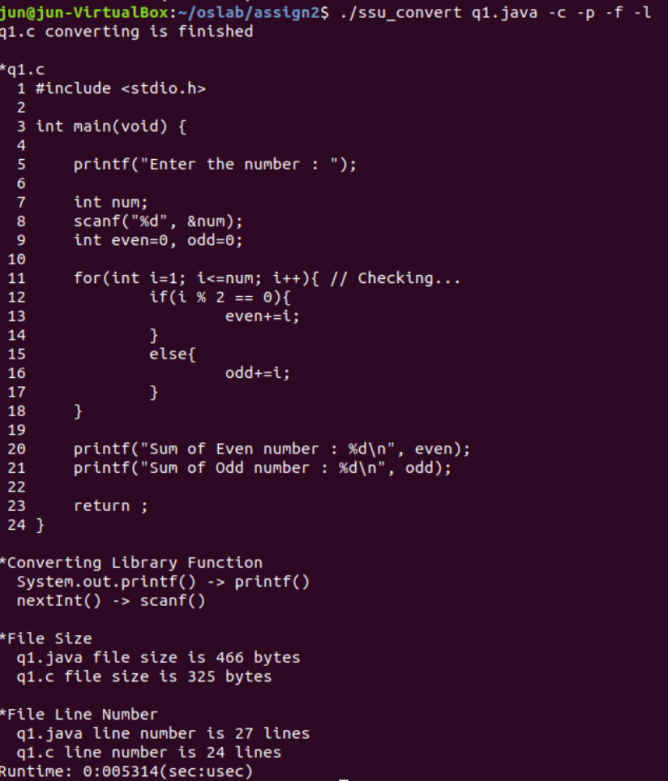 jun@jun-VirtualBox:~/oslab/assign2$ ./ssu_convert q1.java -c -p -f -l
q1.c converting is finished

*q1.c
  1 #include <stdio.h>
  2
  3 int main(void) {
  4
  5     printf("Enter the number : ");
  6
  7     int num;
  8     scanf("%d", &num);
  9     int even=0, odd=0;
 10
 11     for(int i=1; i<=num; i++){ // Checking...
 12             if(i % 2 == 0){
 13                     even+=i;
 14             }
 15             else{
 16                     odd+=i;
 17             }
 18     }
 19
 20     printf("Sum of Even number : %d\n", even);
 21     printf("Sum of Odd number : %d\n", odd);
 22
 23     return ;
 24 }

*Converting Library Function
  System.out.printf() -> printf()
  nextInt() -> scanf()

*File Size
  q1.java file size is 466 bytes
  q1.c file size is 325 bytes

*File Line Number
  q1.java line number is 27 lines
  q1.c line number is 24 lines
Runtime: 0:005314(sec:usec)